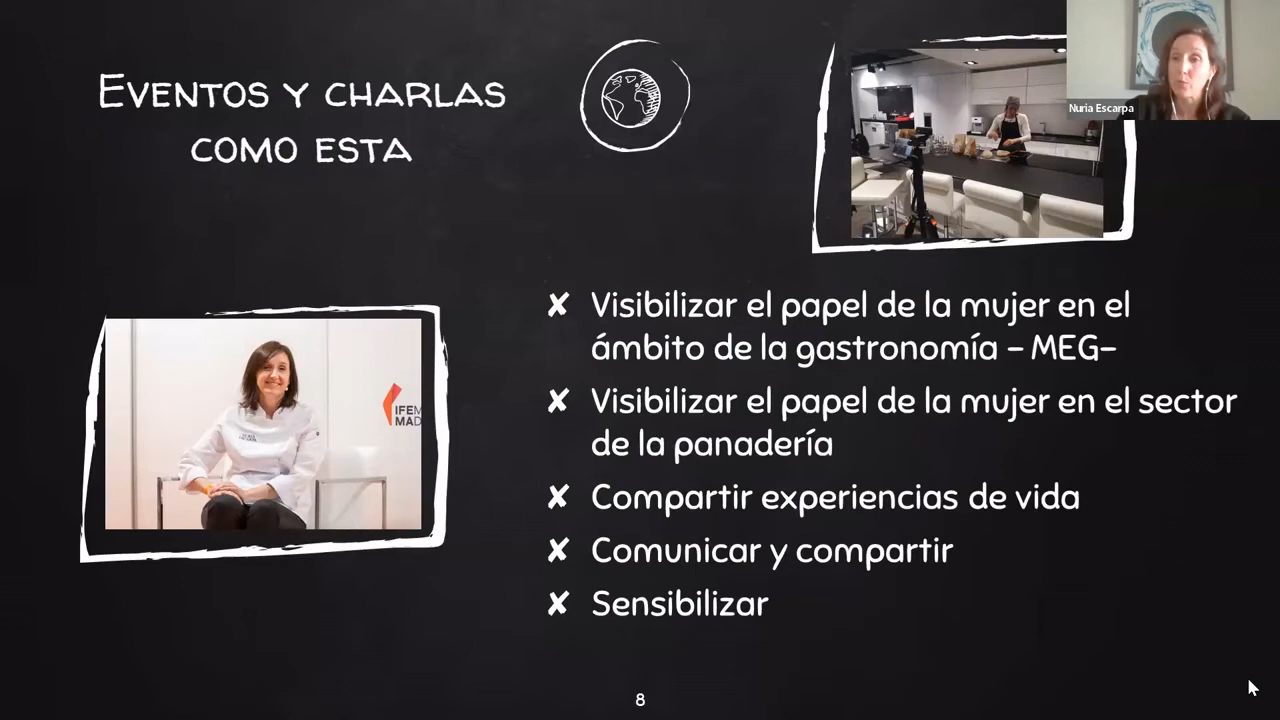 EVENTOS Y CHARLAS
COMO ESTA
Nuria Escarpa
IFEM
MAD
✘ Visibilizar el papel de la mujer en el
ámbito de la gastronomía – MEG–
✘ Visibilizar el papel de la mujer en el sector
de la panadería
✘ Compartir experiencias de vida
✘ Comunicar y compartir
✘ Sensibilizar
8